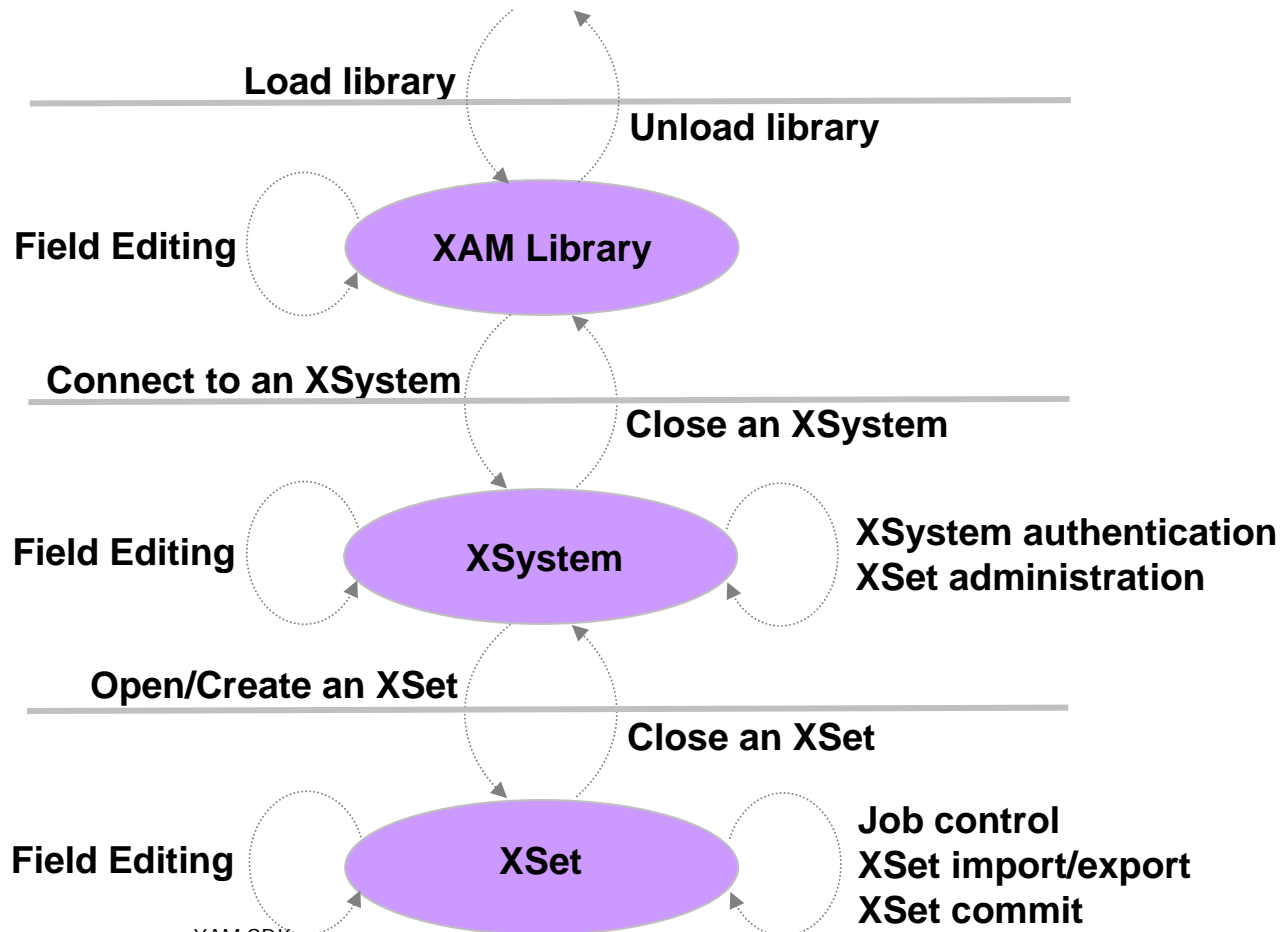 Load library
Unload library
Field Editing
XAM Library
Connect to an XSystem
Close an XSystem
Field Editing
XSystem
XSystem authentication
XSet administration
Open/Create an XSet
Close an XSet
Field Editing
XSet
Job control
XSet import/export
XSet commit